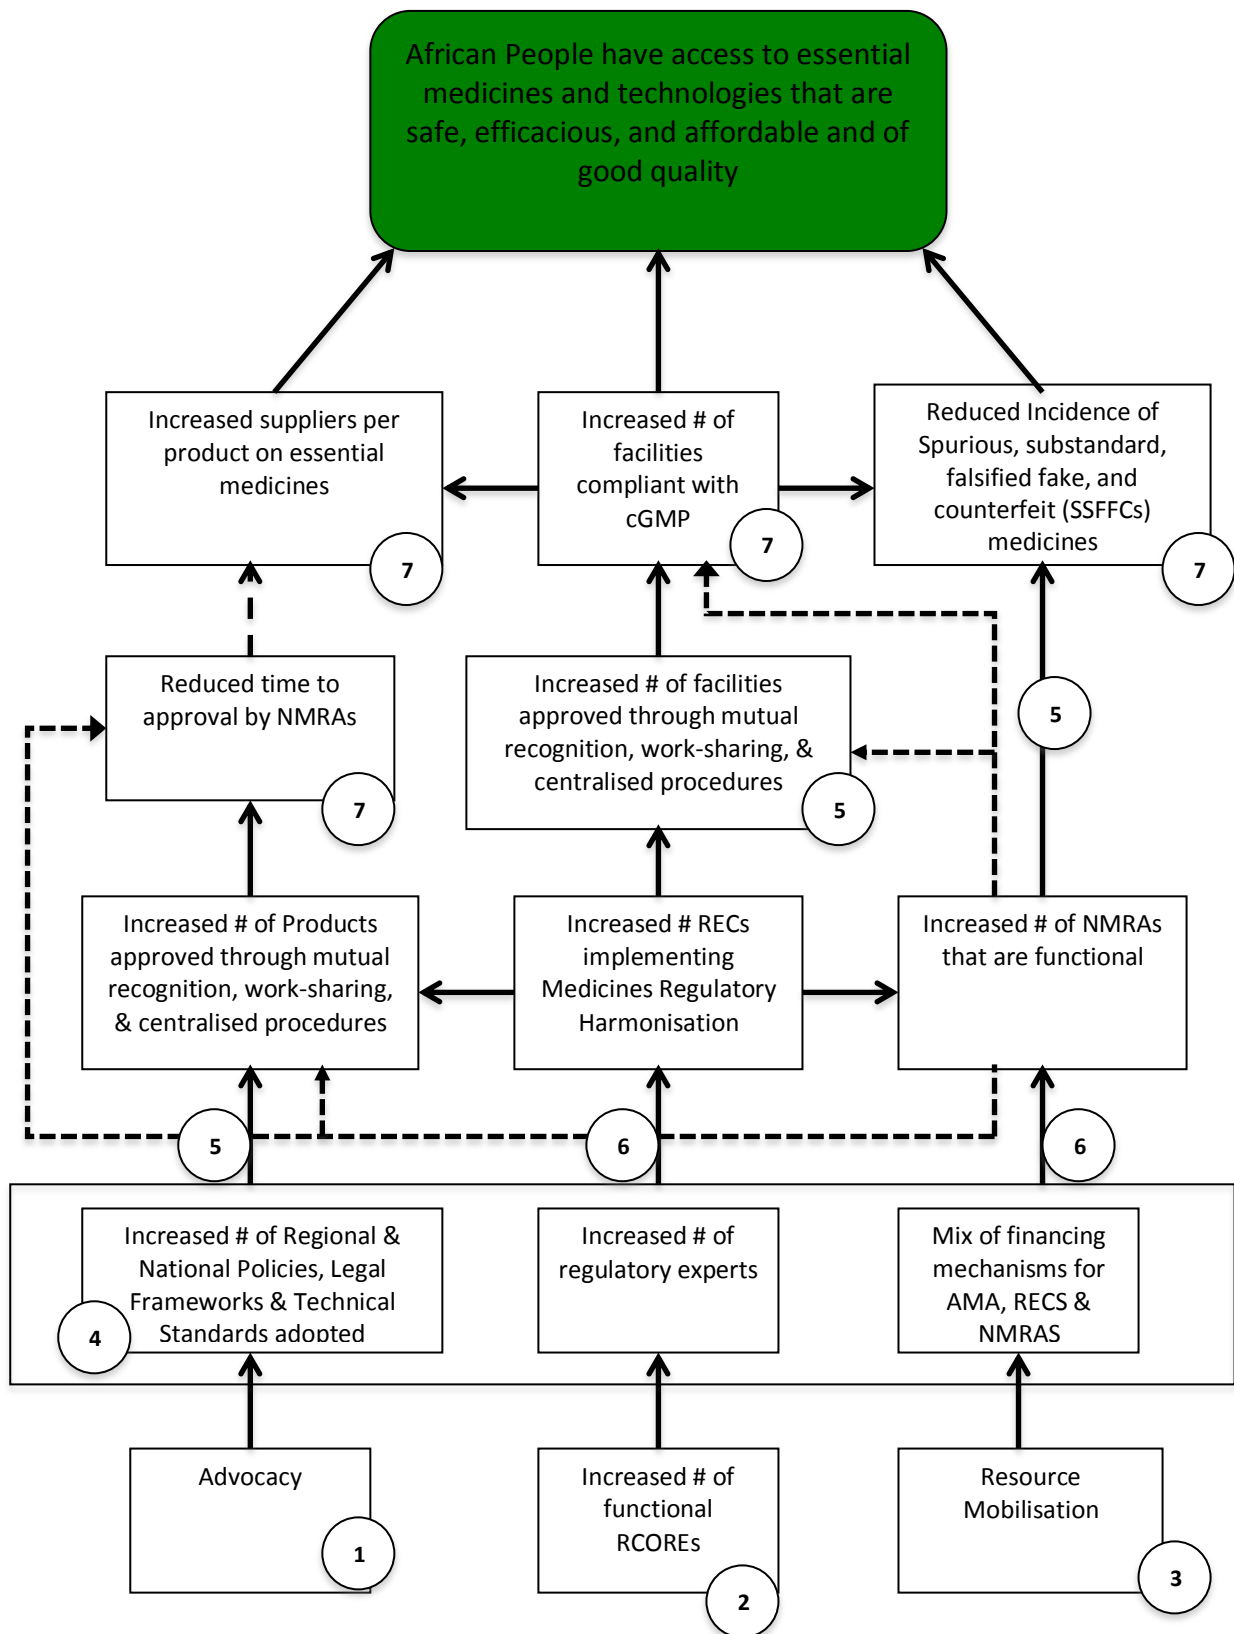 African People have access to essential
medicines and technologies that are
safe, efficacious, and affordable and of
good quality
Increased suppliers per
product on essential
medicines
7
Increased # of
facilities
compliant with
cGMP
7
Reduced Incidence of
Spurious, substandard,
falsified fake, and
counterfeit (SSFFCs)
medicines
7
Reduced time to
approval by NMRAs
7
Increased # of facilities
approved through mutual
recognition, work-sharing, &
centralised procedures
5
5
Increased # of Products
approved through mutual
recognition, work-sharing,
& centralised procedures
Increased # RECs
implementing
Medicines Regulatory
Harmonisation
Increased # of NMRAs
that are functional
5
6
6
Increased # of Regional &
National Policies, Legal
Frameworks & Technical
Standards adopted
4
Increased # of
regulatory experts
Mix of financing
mechanisms for
AMA, RECS &
NMRAS
Advocacy
1
Increased # of
functional
RCOREs
2
Resource
Mobilisation
3